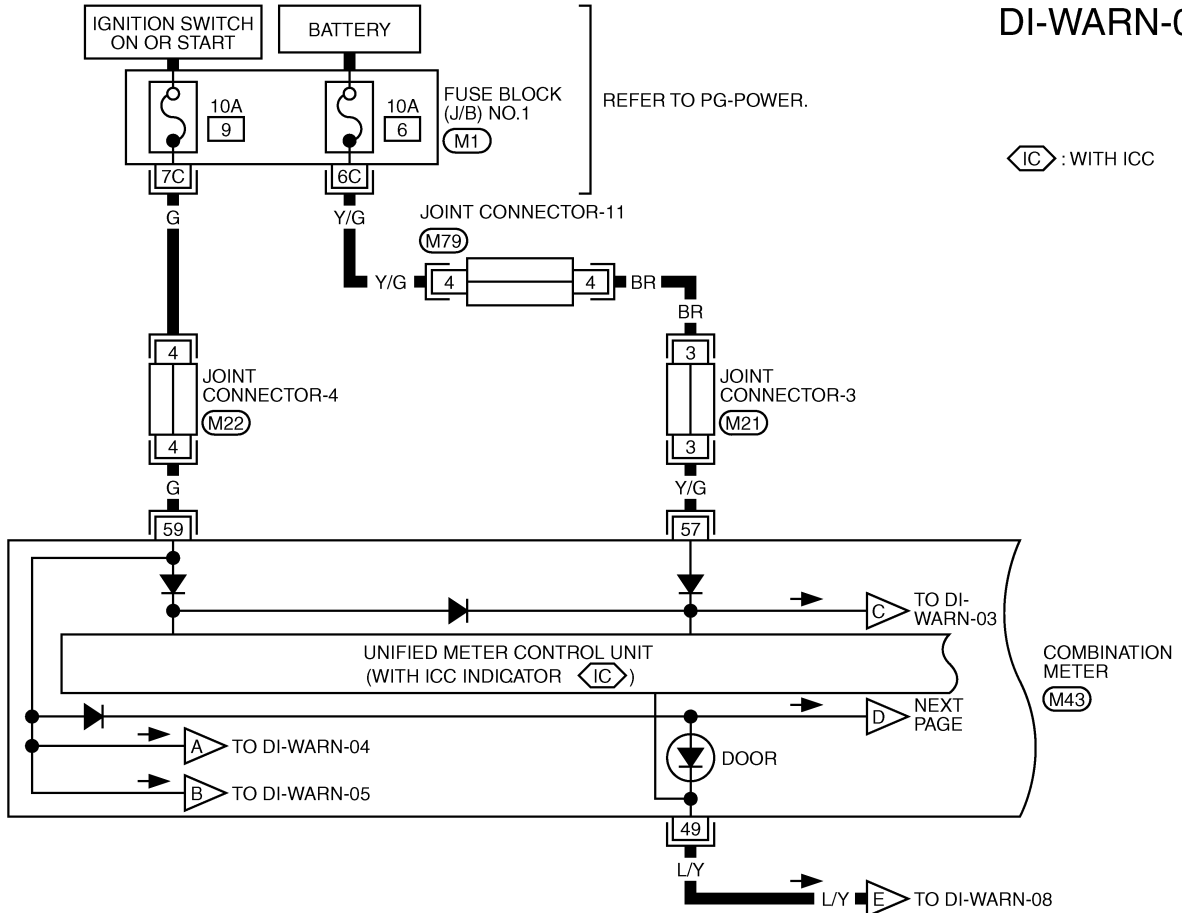 DI-WARN-0
IGNITION SWITCH
ON OR START
BATTERY
10A
9
10A
6
FUSE BLOCK
(J/B) NO.1
M1
REFER TO PG-POWER.
IC : WITH ICC
7C
6C
G
Y/G
JOINT CONNECTOR-11
M79
Y/G
4
4
BR
BR
4
JOINT
CONNECTOR-4
M22
4
3
JOINT
CONNECTOR-3
M21
3
G
Y/G
59
57
C
TO DI-
WARN-03
UNIFIED METER CONTROL UNIT
(WITH ICC INDICATOR IC )
COMBINATION
METER
M43
D
NEXT
PAGE
A
TO DI-WARN-04
DOOR
B
TO DI-WARN-05
49
L/Y
L/Y
E
TO DI-WARN-08